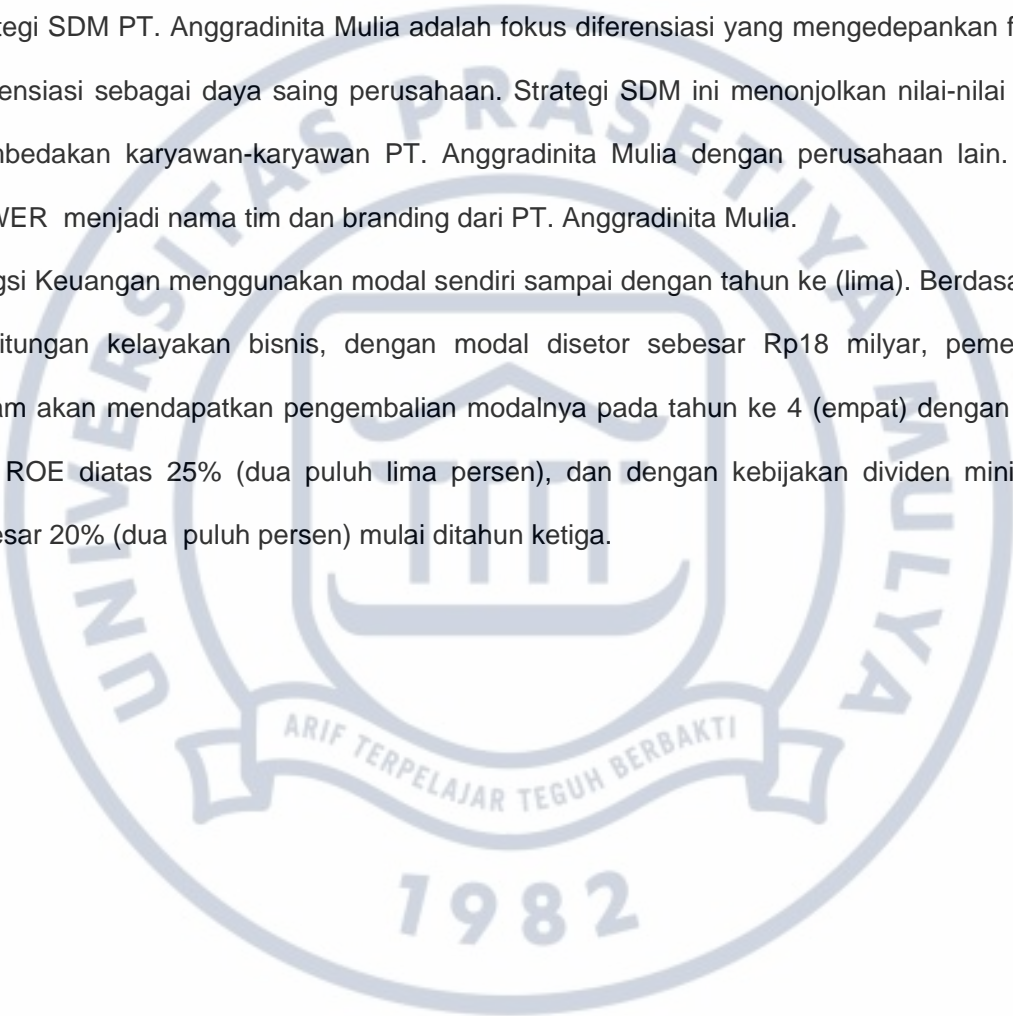 tegi SDM PT. Anggradinita Mulia adalah fokus diferensiasi yang mengedepankan f
ensiasi sebagai daya saing perusahaan. Strategi SDM ini menonjolkan nilai-nilai
nbedakan karyawan-karyawan PT. Anggradinita Mulia dengan perusahaan lain.
WER menjadi nama tim dan branding dari PT. Anggradinita Mulia.
gsi Keuangan menggunakan modal sendiri sampai dengan tahun ke (lima). Berdasa
itungan kelayakan bisnis, dengan modal disetor sebesar Rp18 milyar, peme
am akan mendapatkan pengembalian modalnya pada tahun ke 4 (empat) dengan
ROE diatas 25% (dua puluh lima persen), dan dengan kebijakan dividen mini
esar 20% (dua puluh persen) mulai ditahun ketiga.
UNIVERSITAS PRASETIYA MULYA
ARIF TERPELAJAR TEGUH BERBAKTI
1982